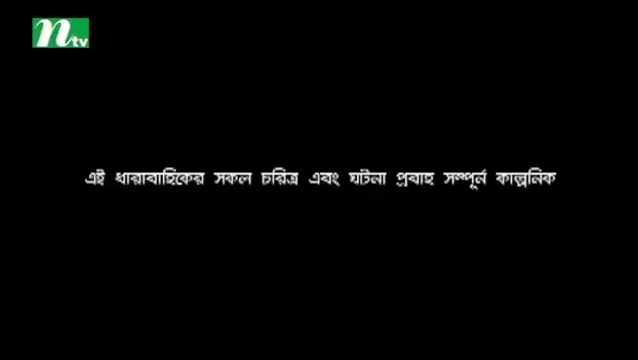 ntv
এই ধারাবাহিকের সকল চরিত্র এবং ঘটনা প্রবাহ সম্পূর্ন কাল্পনিক